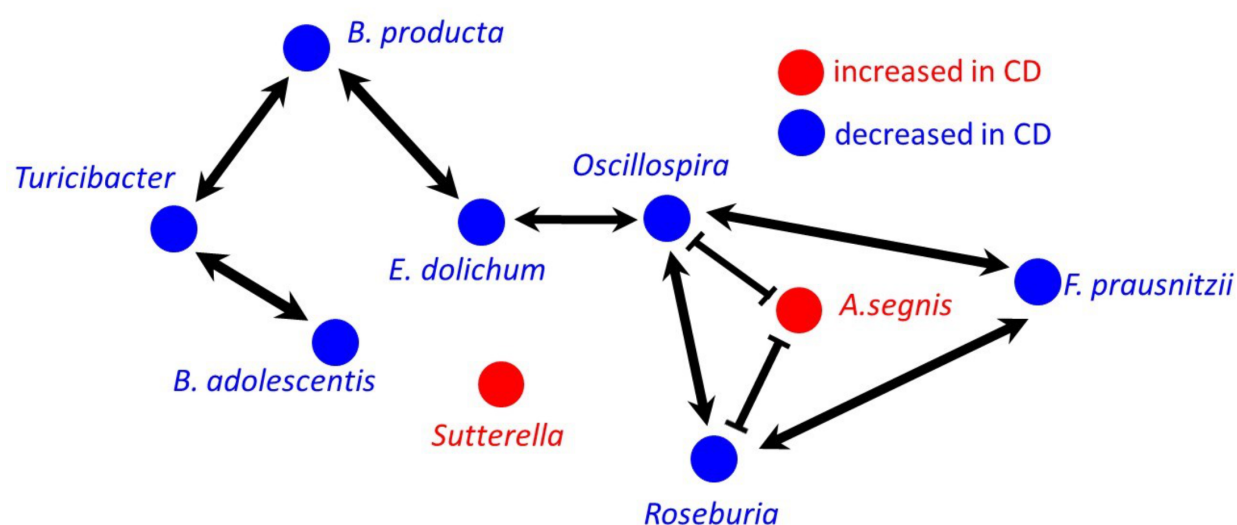 B. producta
increased in CD
decreased in CD
Turicibacter
Oscillospira
E. dolichum
F. prausnitzii
A.segnis
B. adolescentis
Sutterella
Roseburia